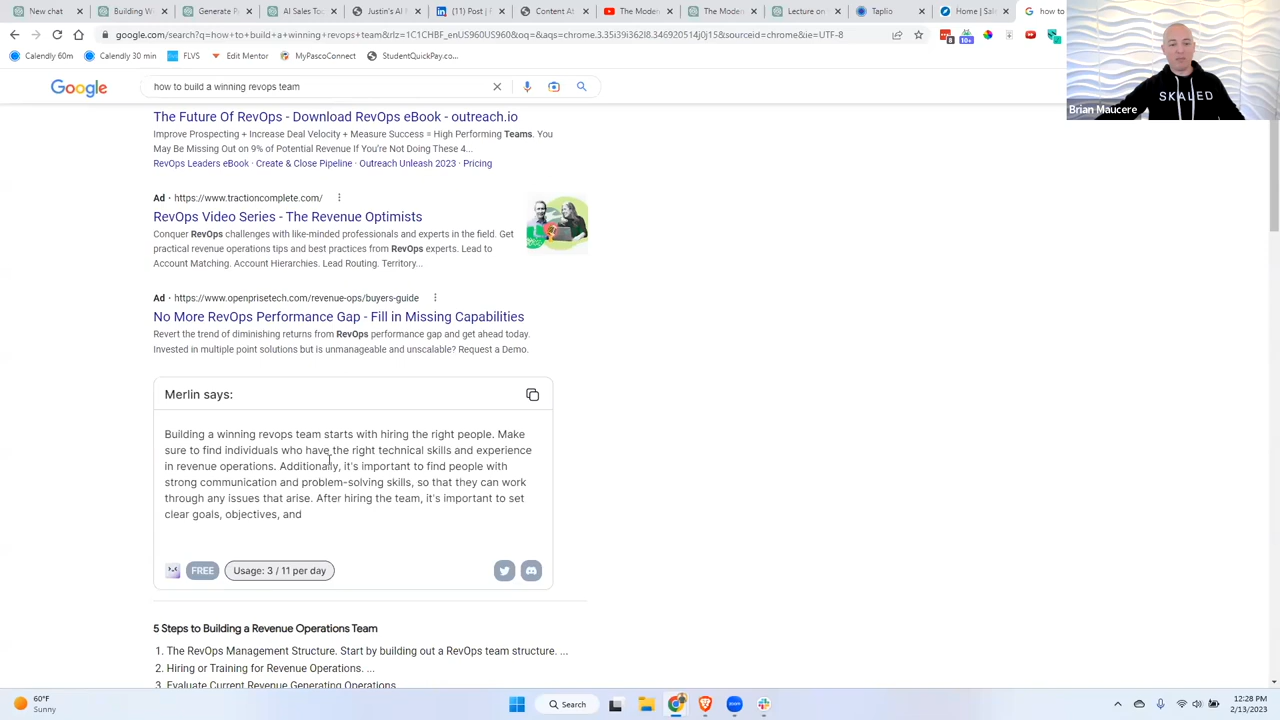 Modern
Building W
Generate P
AI Sales To
(11) Post / F
Content As
The Moder
The Moder
Lecture on
Taplio
Home | Sale
how to
google.com/search?q=how+to+build+a+winning+revops+team
chrome.3.35i39i362l8.346920514j0j15&sourceid=chrome&ie=UTF-8
8
10+
Calendly 60m
Calendly 30 min
FLVS
Edit Mentor
MyPascoConnect
JustinQuarday.co...
Google
how to build a winning revops team
SKALED
Brian Maucere
The Future Of RevOps - Download RevOps eBook - outreach.io
Improve Prospecting + Increase Deal Velocity + Measure Success = High Performing Teams. You
May Be Missing Out on 9% of Potential Revenue If You're Not Doing These 4...
RevOps Leaders eBook · Create & Close Pipeline · Outreach Unleash 2023 · Pricing
Ad · https://www.tractioncomplete.com/
RevOps Video Series - The Revenue Optimists
Conquer RevOps challenges with like-minded professionals and experts in the field. Get
practical revenue operations tips and best practices from RevOps experts. Lead to
Account Matching. Account Hierarchies. Lead Routing. Territory...
Ad · https://www.openprisetech.com/revenue-ops/buyers-guide
No More RevOps Performance Gap - Fill in Missing Capabilities
Revert the trend of diminishing returns from RevOps performance gap and get ahead today.
Invested in multiple point solutions but is unmanageable and unscalable? Request a Demo.
Merlin says:
Building a winning revops team starts with hiring the right people. Make
sure to find individuals who have the right technical skills and experience
in revenue operations. Additionally, it's important to find people with
strong communication and problem-solving skills, so that they can work
through any issues that arise. After hiring the team, it's important to set
clear goals, objectives, and
FREE
Usage: 3 / 11 per day
5 Steps to Building a Revenue Operations Team
1. The RevOps Management Structure. Start by building out a RevOps team structure. ...
2. Hiring or Training for Revenue Operations. ...
3. Evaluate Current Revenue Generating Operations
60°F
Sunny
Search
zoom
12:28 PM
2/13/2023